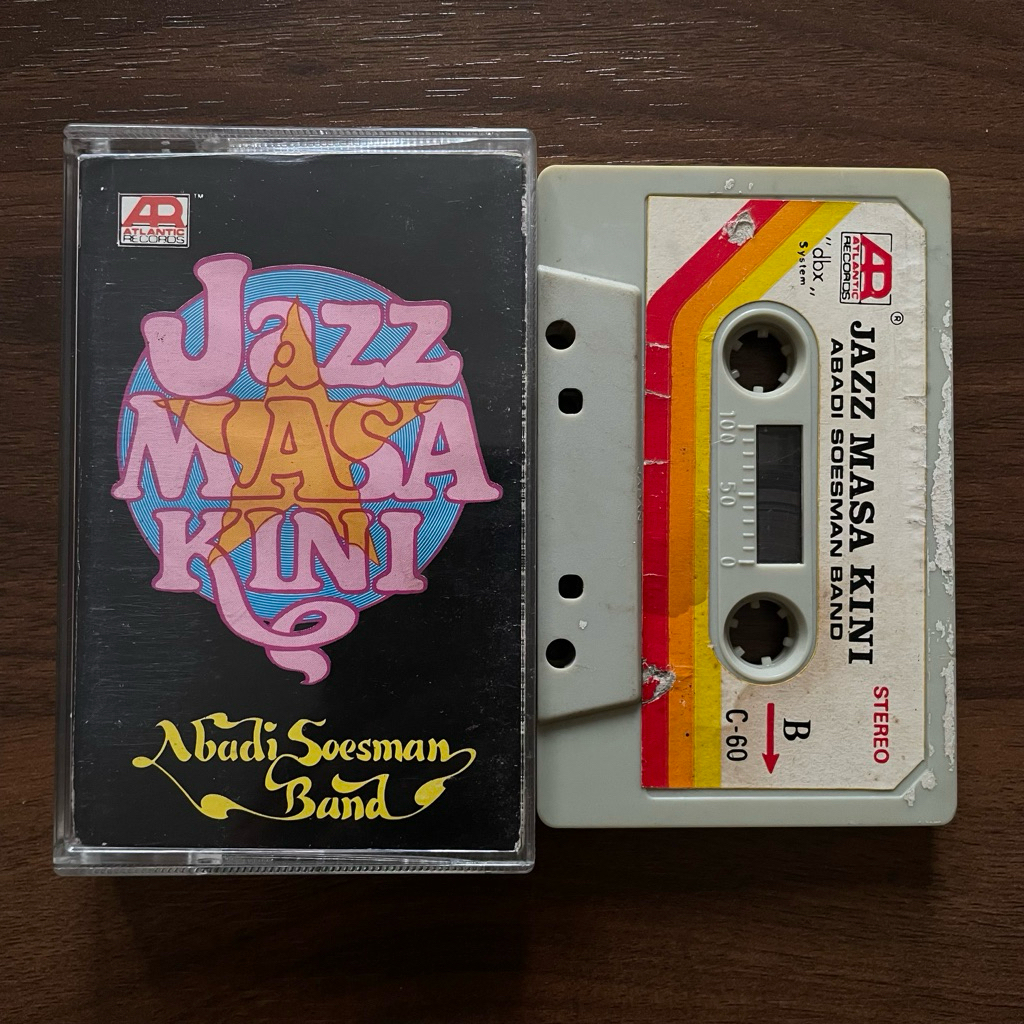 AR ™
ATLANTIC
RECORDS
Jazz
MASA
KINI
Abadi Soesman
Band
AR
ATLANTIC
RECORDS
®
"dbx"
System
JAZZ MASA KINI
ABADI SOESMAN BAND
100 50 0
B
C-60
STEREO